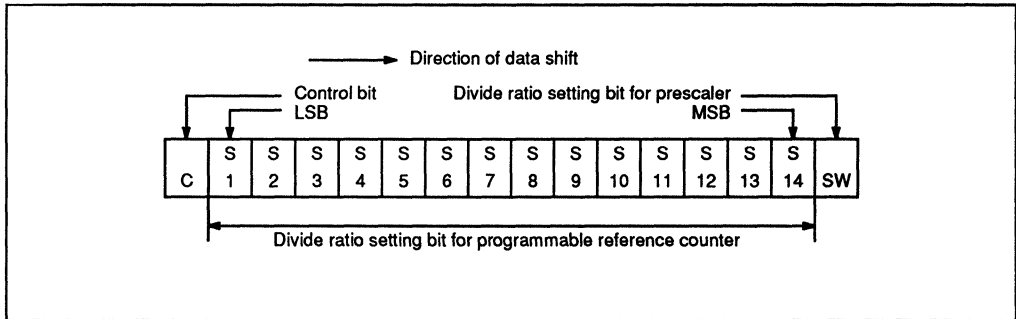 Direction of data shift
Control bit Divide ratio setting bit for prescaler
LSB MSB
S S S S S S S S S S S S S S
C 1 2 3 4 5 6 7 8 9 10 11 12 13 14 SW
Divide ratio setting bit for programmable reference counter